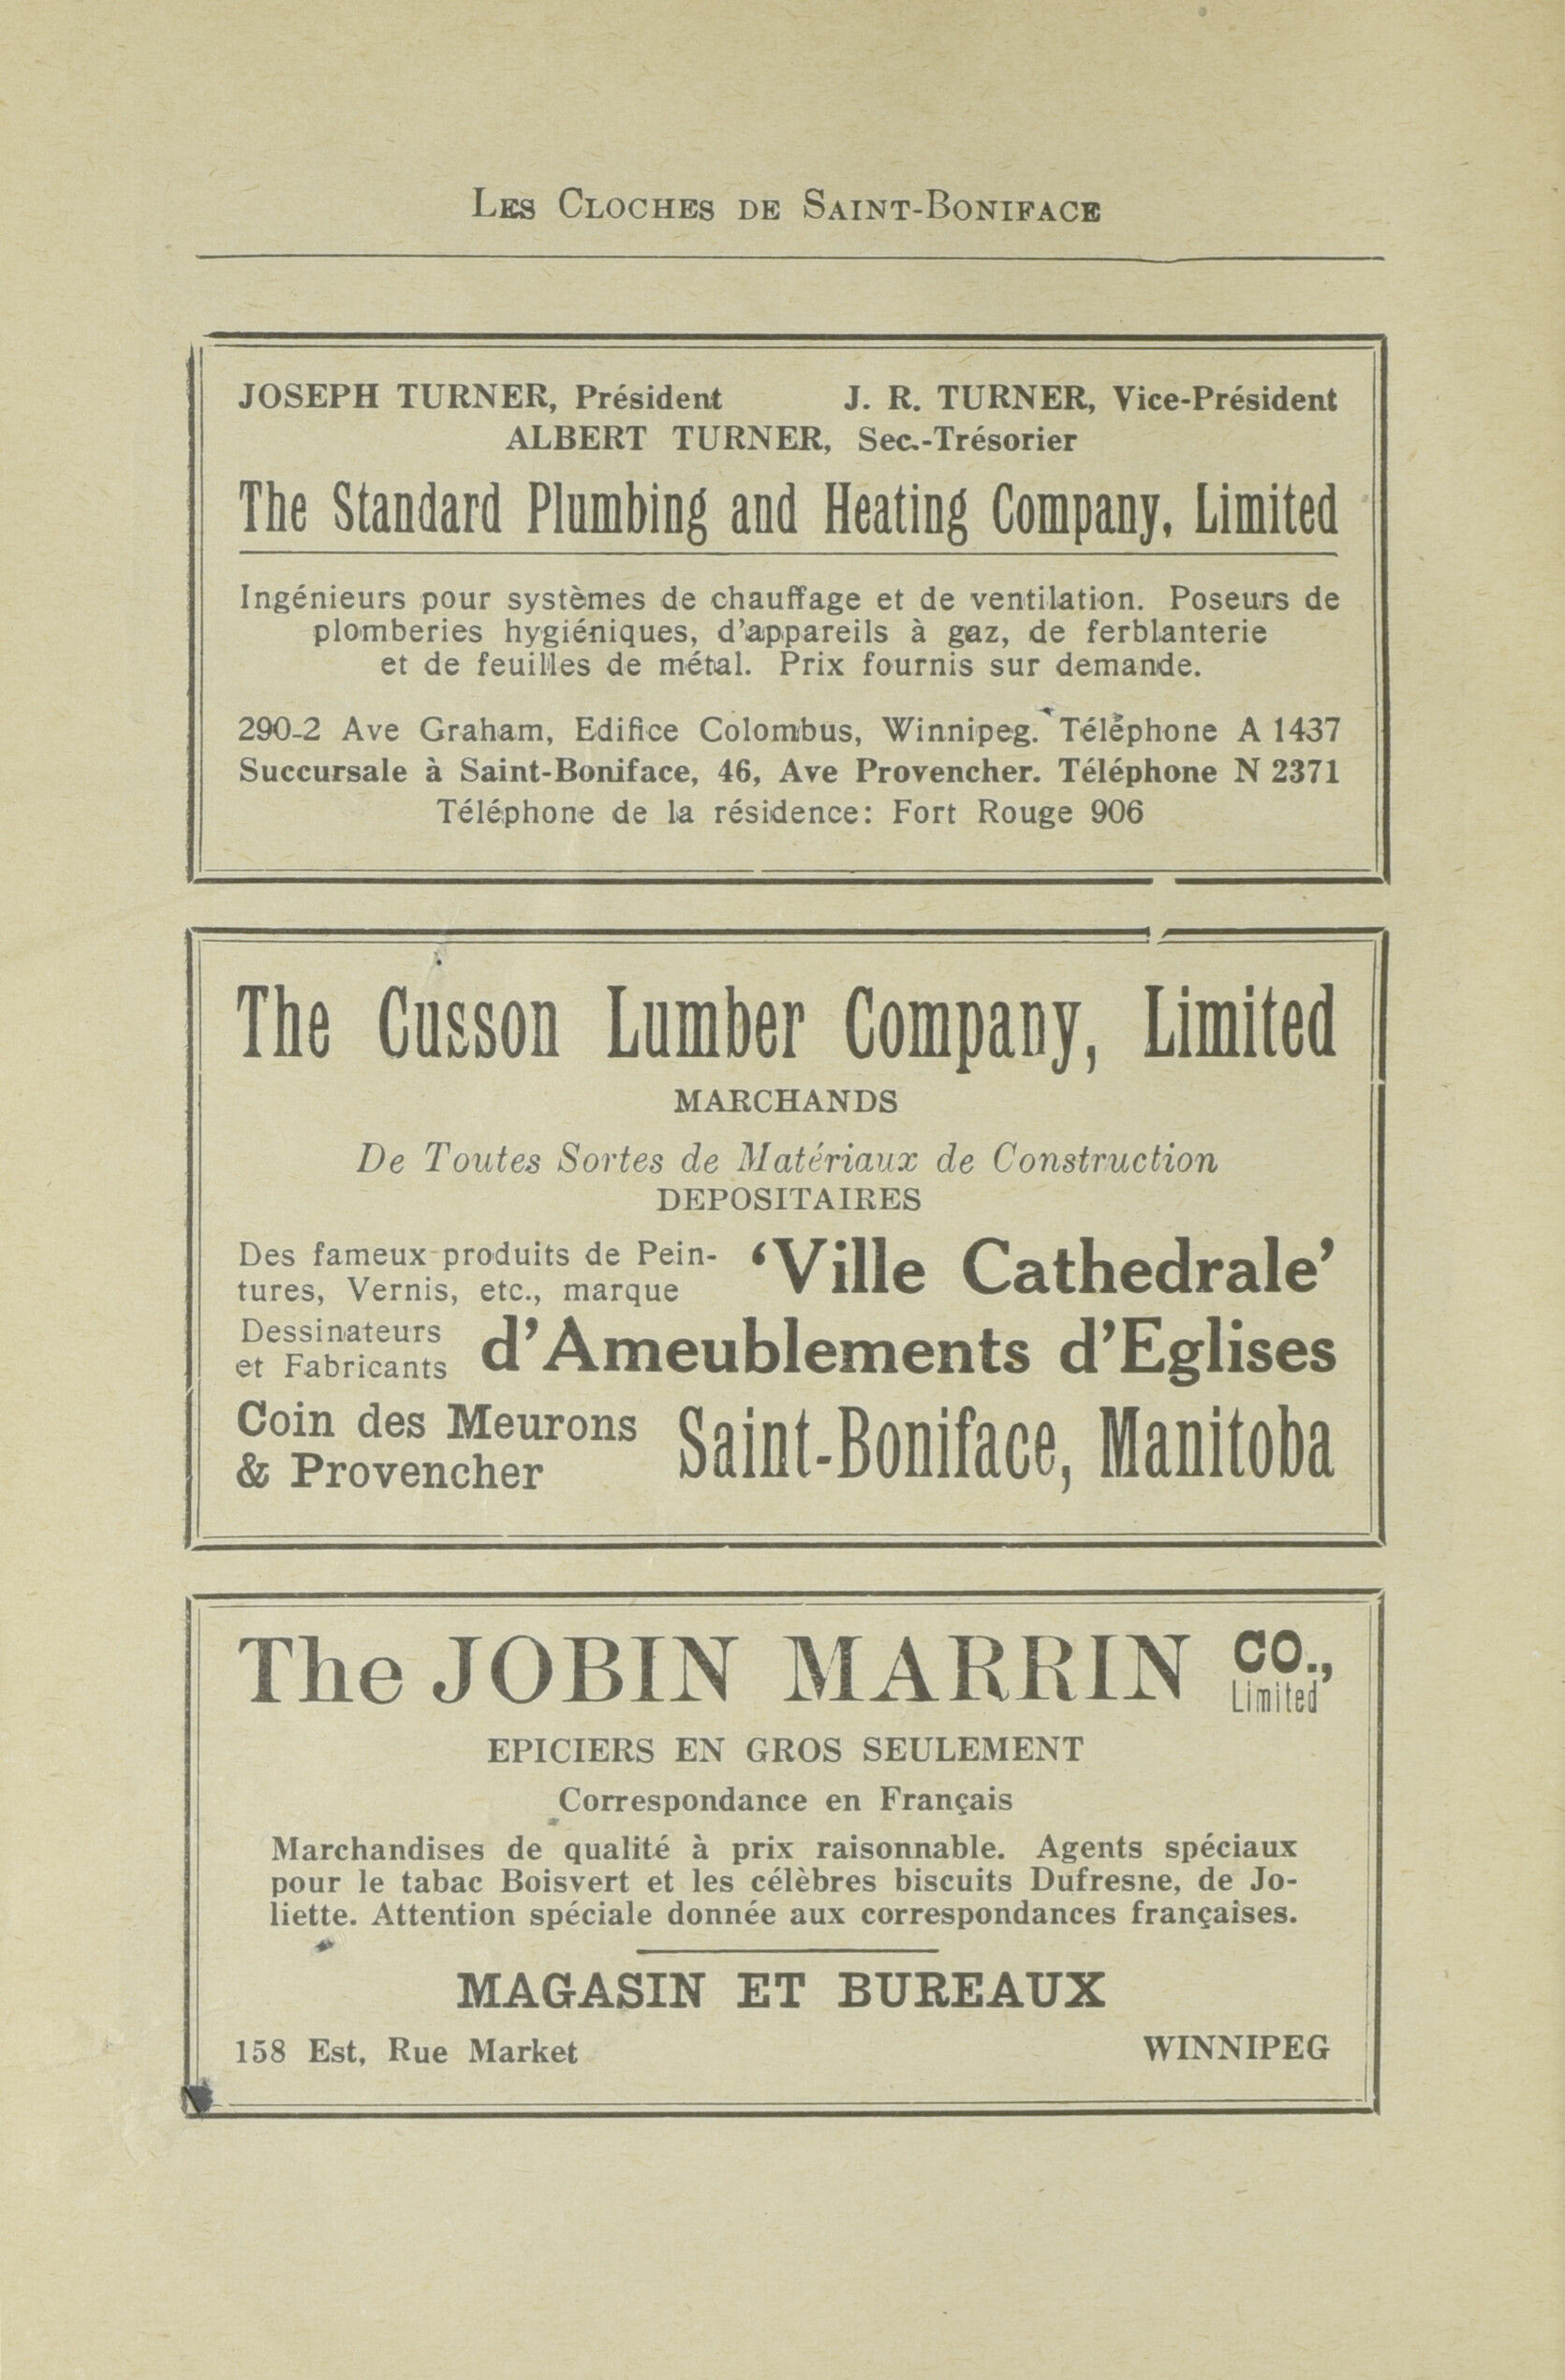 Les Cloches de Saint-Boniface
JOSEPH TURNER, Président J. R. TURNER, Vice-Président
ALBERT TURNER, Sec.-Trésorier
The Standard Plumbing and Heating Company, Limited
Ingénieurs pour systèmes de chauffage et de ventilation. Poseurs de
plomberies hygiéniques, d'appareils à gaz, de ferblanterie
et de feuilles de métal. Prix fournis sur demande.
290-2 Ave Graham, Edifice Colombus, Winnipeg. Téléphone A 1437
Succursale à Saint-Boniface, 46, Ave Provencher. Téléphone N 2371
Téléphone de la résidence: Fort Rouge 906
The Cusson Lumber Company, Limited
MARCHANDS
De Toutes Sortes de Matériaux de Construction
DEPOSITAIRES
Des fameux produits de Pein-
tures, Vernis, etc., marque
'Ville Cathedrale'
Dessinateurs
et Fabricants
d'Ameublements d'Eglises
Coin des Meurons
& Provencher
Saint-Boniface, Manitoba
The JOBIN MARRIN CO.,
Limited
EPICIERS EN GROS SEULEMENT
Correspondance en Français
Marchandises de qualité à prix raisonnable. Agents spéciaux
pour le tabac Boisvert et les célèbres biscuits Dufresne, de Jo-
liette. Attention spéciale donnée aux correspondances françaises.
MAGASIN ET BUREAUX
158 Est, Rue Market WINNIPEG